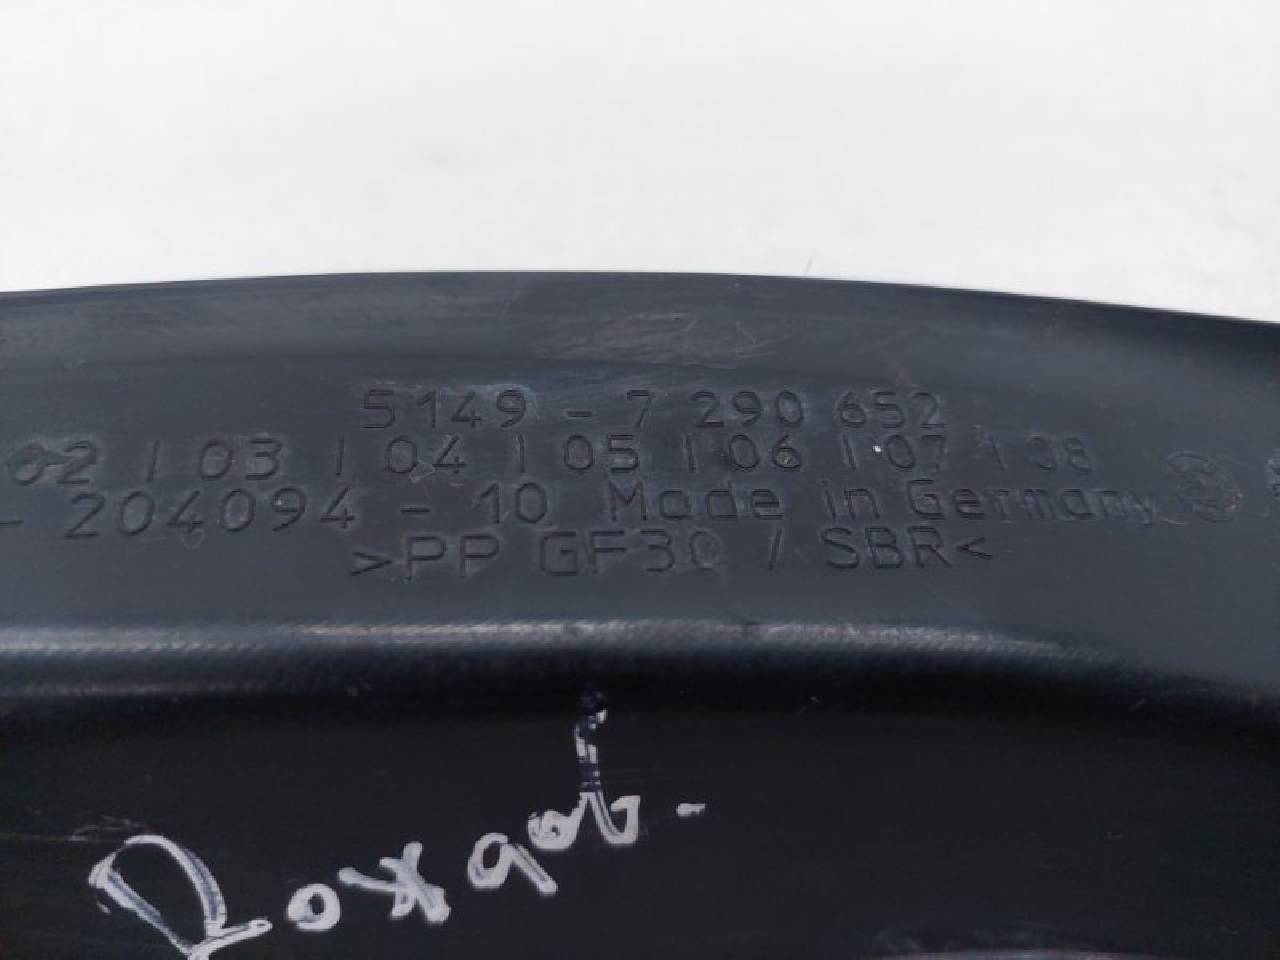 5149 - 7 290 652
02 | 03 | 04 | 05 | 06 | 07 | 08
- 204094 - 10 Made in Germany
>PP GF30 / SBR<